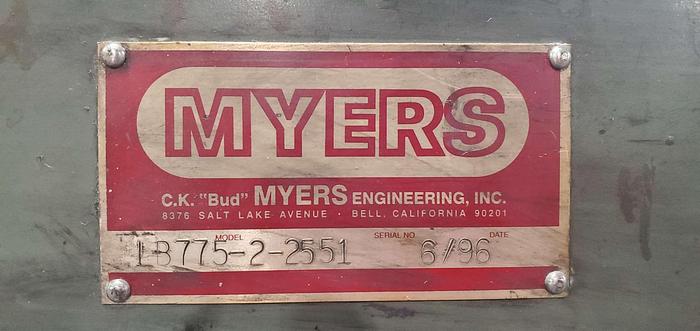 MYERS
C.K. "Bud" MYERS ENGINEERING, INC.
8376 SALT LAKE AVENUE · BELL, CALIFORNIA 90201
MODEL SERIAL NO. DATE
LB775-2-2551 6/96